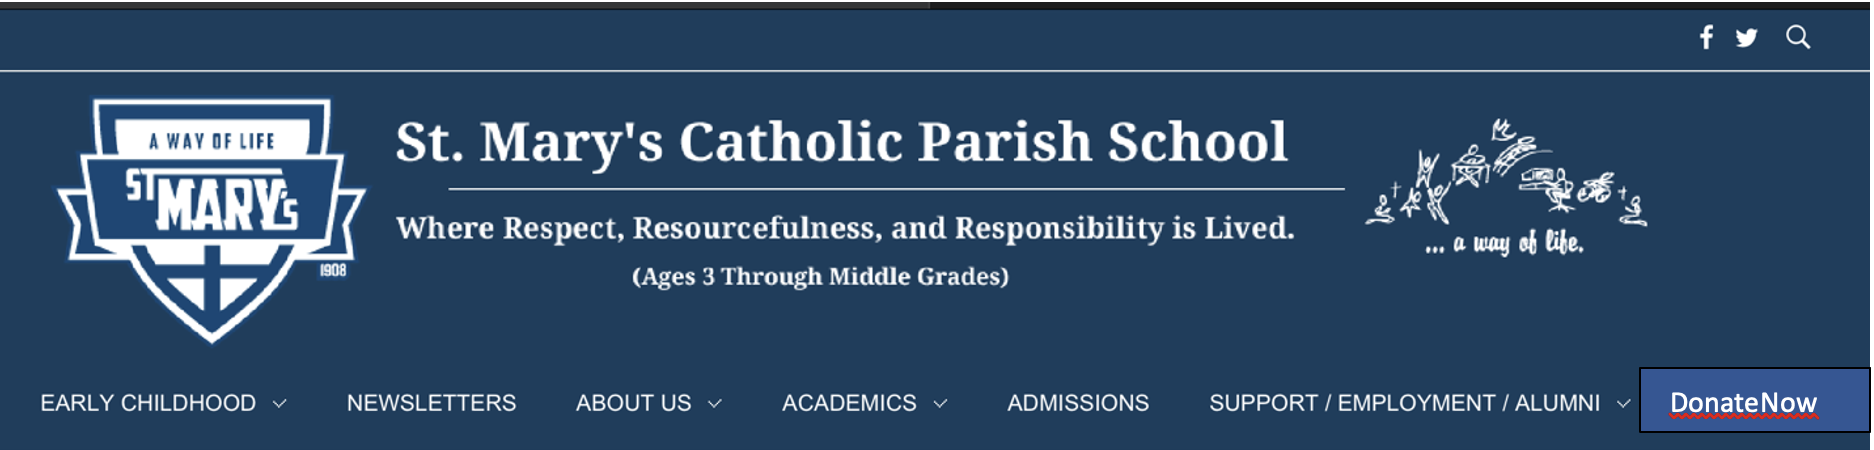 A WAY OF LIFE
ST MARY'S
1908
St. Mary's Catholic Parish School
Where Respect, Resourcefulness, and Responsibility is Lived.
(Ages 3 Through Middle Grades)
... a way of life.
EARLY CHILDHOOD NEWSLETTERS ABOUT US ACADEMICS ADMISSIONS SUPPORT / EMPLOYMENT / ALUMNI DonateNow